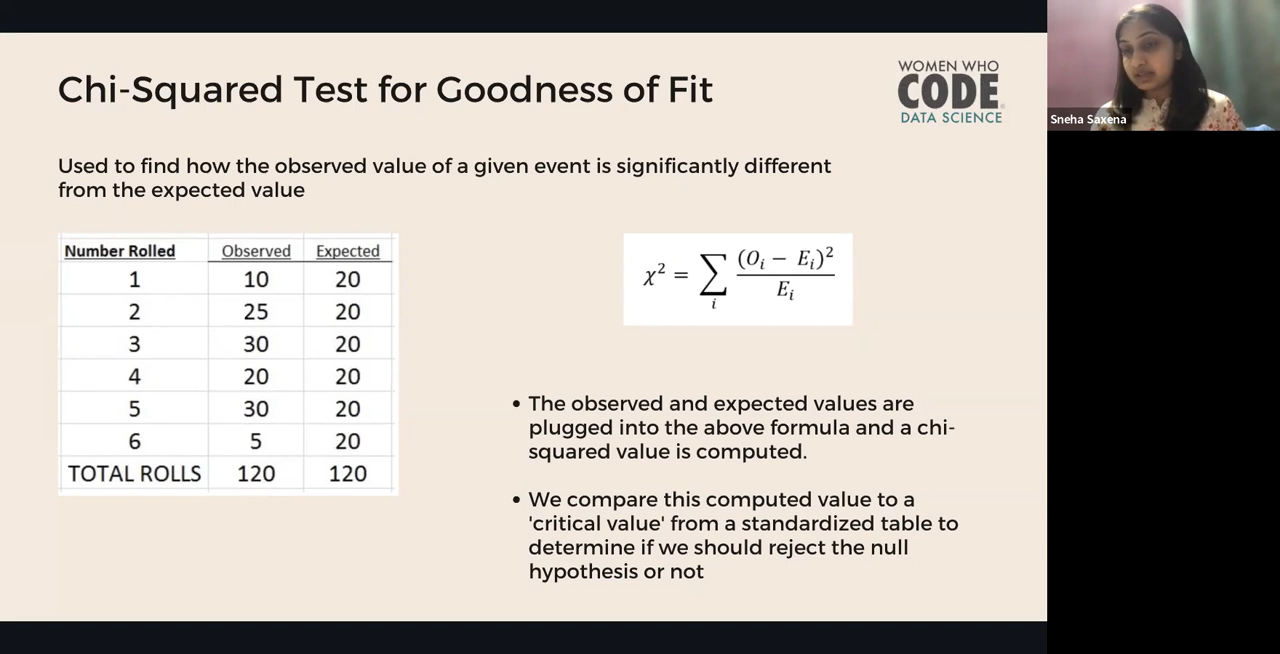 Chi-Squared Test for Goodness of Fit
WOMEN WHO
CODE
DATA SCIENCE
Sneha Saxena
Used to find how the observed value of a given event is significantly different
from the expected value
Number Rolled Observed Expected
1 10 20
2 25 20
3 30 20
4 20 20
5 30 20
6 5 20
TOTAL ROLLS 120 120
χ² = ∑ᵢ (Oᵢ − Eᵢ)² / Eᵢ
• The observed and expected values are
plugged into the above formula and a chi-
squared value is computed.
• We compare this computed value to a
'critical value' from a standardized table to
determine if we should reject the null
hypothesis or not